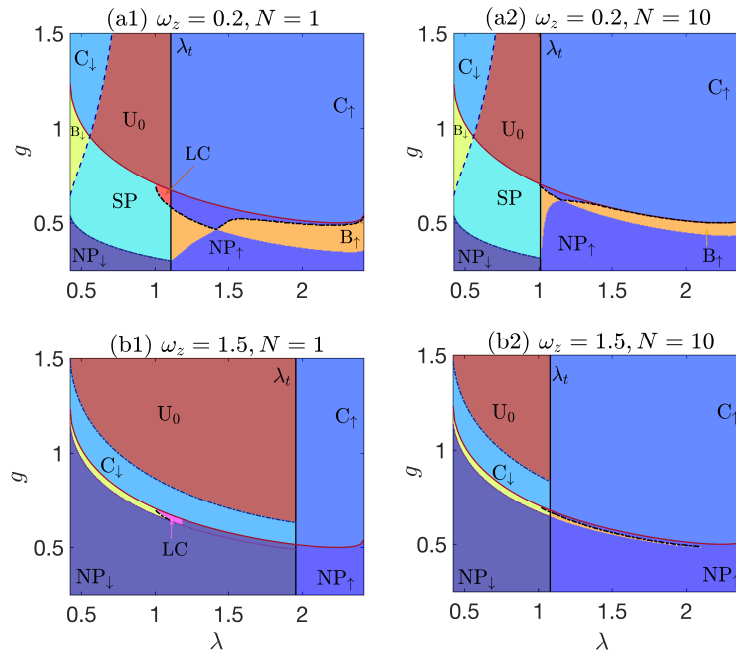 (a1) ω_z = 0.2, N = 1
(a2) ω_z = 0.2, N = 10
1.5
C↓
λ_t
U₀
C↑
1
B↓
g
LC
SP
0.5
NP↑
B↑
NP↓
0.5
1
1.5
2
1.5
C↓
λ_t
C↑
U₀
1
B↓
g
SP
0.5
NP↑
B↑
NP↓
0.5
1
1.5
2
(b1) ω_z = 1.5, N = 1
(b2) ω_z = 1.5, N = 10
1.5
λ_t
U₀
C↑
1
g
C↓
0.5
LC
NP↓
NP↑
0.5
1
1.5
2
λ
1.5
λ_t
U₀
C↑
1
g
C↓
0.5
NP↓
NP↑
0.5
1
1.5
2
λ